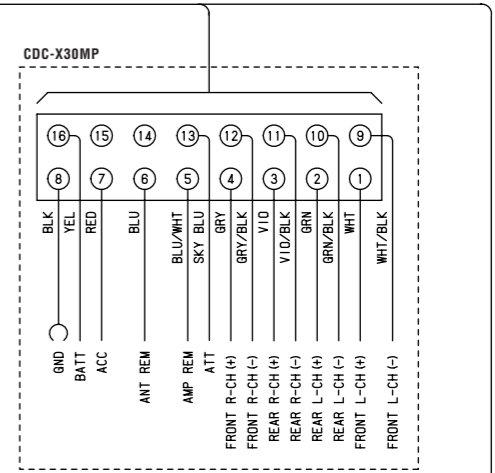 CDC-X30MP
16 15 14 13 12 11 10 9
8 7 6 5 4 3 2 1
BLK
YEL
RED
BLU
BLU/WHT
SKY BLU
GRY
GRY/BLK
VIO
VIO/BLK
GRN
GRN/BLK
WHT
WHT/BLK
GND
BATT
ACC
ANT REM
AMP REM
ATT
FRONT R-CH (+)
FRONT R-CH (-)
REAR R-CH (+)
REAR R-CH (-)
REAR L-CH (+)
REAR L-CH (-)
FRONT L-CH (+)
FRONT L-CH (-)